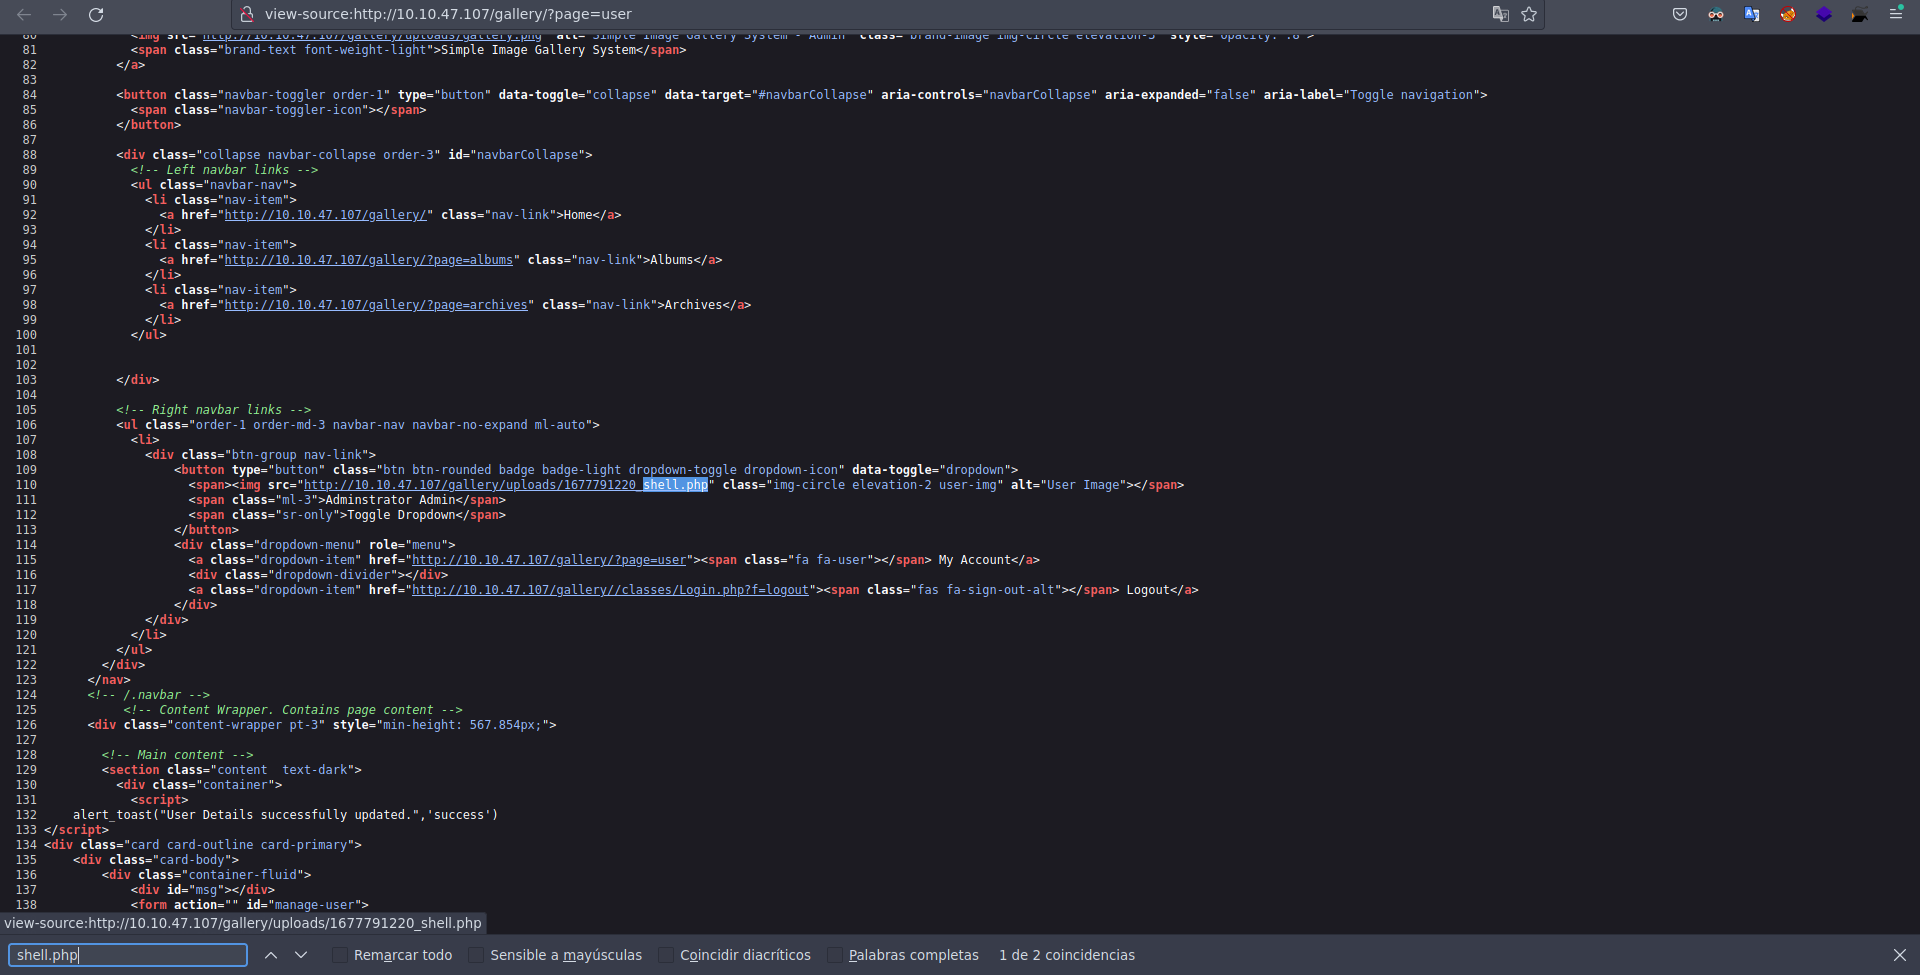 view-source:http://10.10.47.107/gallery/?page=user
80 <img src="http://10.10.47.107/gallery/uploads/gallery.png" alt="Simple Image Gallery System - Admin" class="brand-image img-circle elevation-3" style="opacity: .8">
81 <span class="brand-text font-weight-light">Simple Image Gallery System</span>
82 </a>
83
84 <button class="navbar-toggler order-1" type="button" data-toggle="collapse" data-target="#navbarCollapse" aria-controls="navbarCollapse" aria-expanded="false" aria-label="Toggle navigation">
85 <span class="navbar-toggler-icon"></span>
86 </button>
87
88 <div class="collapse navbar-collapse order-3" id="navbarCollapse">
89 <!-- Left navbar links -->
90 <ul class="navbar-nav">
91 <li class="nav-item">
92 <a href="http://10.10.47.107/gallery/" class="nav-link">Home</a>
93 </li>
94 <li class="nav-item">
95 <a href="http://10.10.47.107/gallery/?page=albums" class="nav-link">Albums</a>
96 </li>
97 <li class="nav-item">
98 <a href="http://10.10.47.107/gallery/?page=archives" class="nav-link">Archives</a>
99 </li>
100 </ul>
101
102
103 </div>
104
105 <!-- Right navbar links -->
106 <ul class="order-1 order-md-3 navbar-nav navbar-no-expand ml-auto">
107 <li>
108 <div class="btn-group nav-link">
109 <button type="button" class="btn btn-rounded badge badge-light dropdown-toggle dropdown-icon" data-toggle="dropdown">
110 <span><img src="http://10.10.47.107/gallery/uploads/1677791220_shell.php" class="img-circle elevation-2 user-img" alt="User Image"></span>
111 <span class="ml-3">Adminstrator Admin</span>
112 <span class="sr-only">Toggle Dropdown</span>
113 </button>
114 <div class="dropdown-menu" role="menu">
115 <a class="dropdown-item" href="http://10.10.47.107/gallery/?page=user"><span class="fa fa-user"></span> My Account</a>
116 <div class="dropdown-divider"></div>
117 <a class="dropdown-item" href="http://10.10.47.107/gallery//classes/Login.php?f=logout"><span class="fas fa-sign-out-alt"></span> Logout</a>
118 </div>
119 </div>
120 </li>
121 </ul>
122 </div>
123 </nav>
124 <!-- /.navbar -->
125 <!-- Content Wrapper. Contains page content -->
126 <div class="content-wrapper pt-3" style="min-height: 567.854px;">
127
128 <!-- Main content -->
129 <section class="content  text-dark">
130 <div class="container">
131 <script>
132 alert_toast("User Details successfully updated.",'success')
133 </script>
134 <div class="card card-outline card-primary">
135 <div class="card-body">
136 <div class="container-fluid">
137 <div id="msg"></div>
138 <form action="" id="manage-user">
view-source:http://10.10.47.107/gallery/uploads/1677791220_shell.php
shell.php Remarcar todo Sensible a mayúsculas Coincidir diacríticos Palabras completas 1 de 2 coincidencias